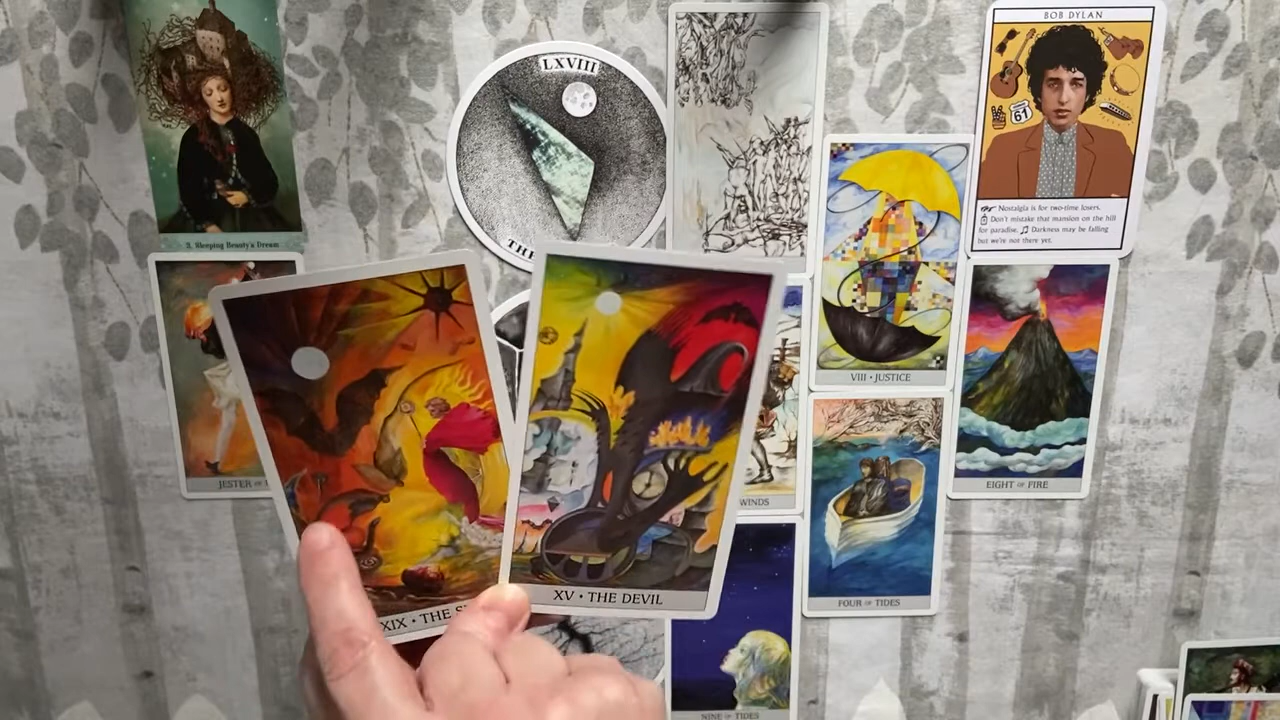 BOB DYLAN
LXVIII
61
Nostalgia is for two-time losers.
Don't mistake that mansion on the hill
for paradise. Darkness may be falling
but we're not there yet.
3. Sleeping Beauty's Dream
VIII • JUSTICE
JESTER
WINDS
EIGHT OF FIRE
XIX • THE
XV • THE DEVIL
FOUR OF TIDES
NINE OF TIDES